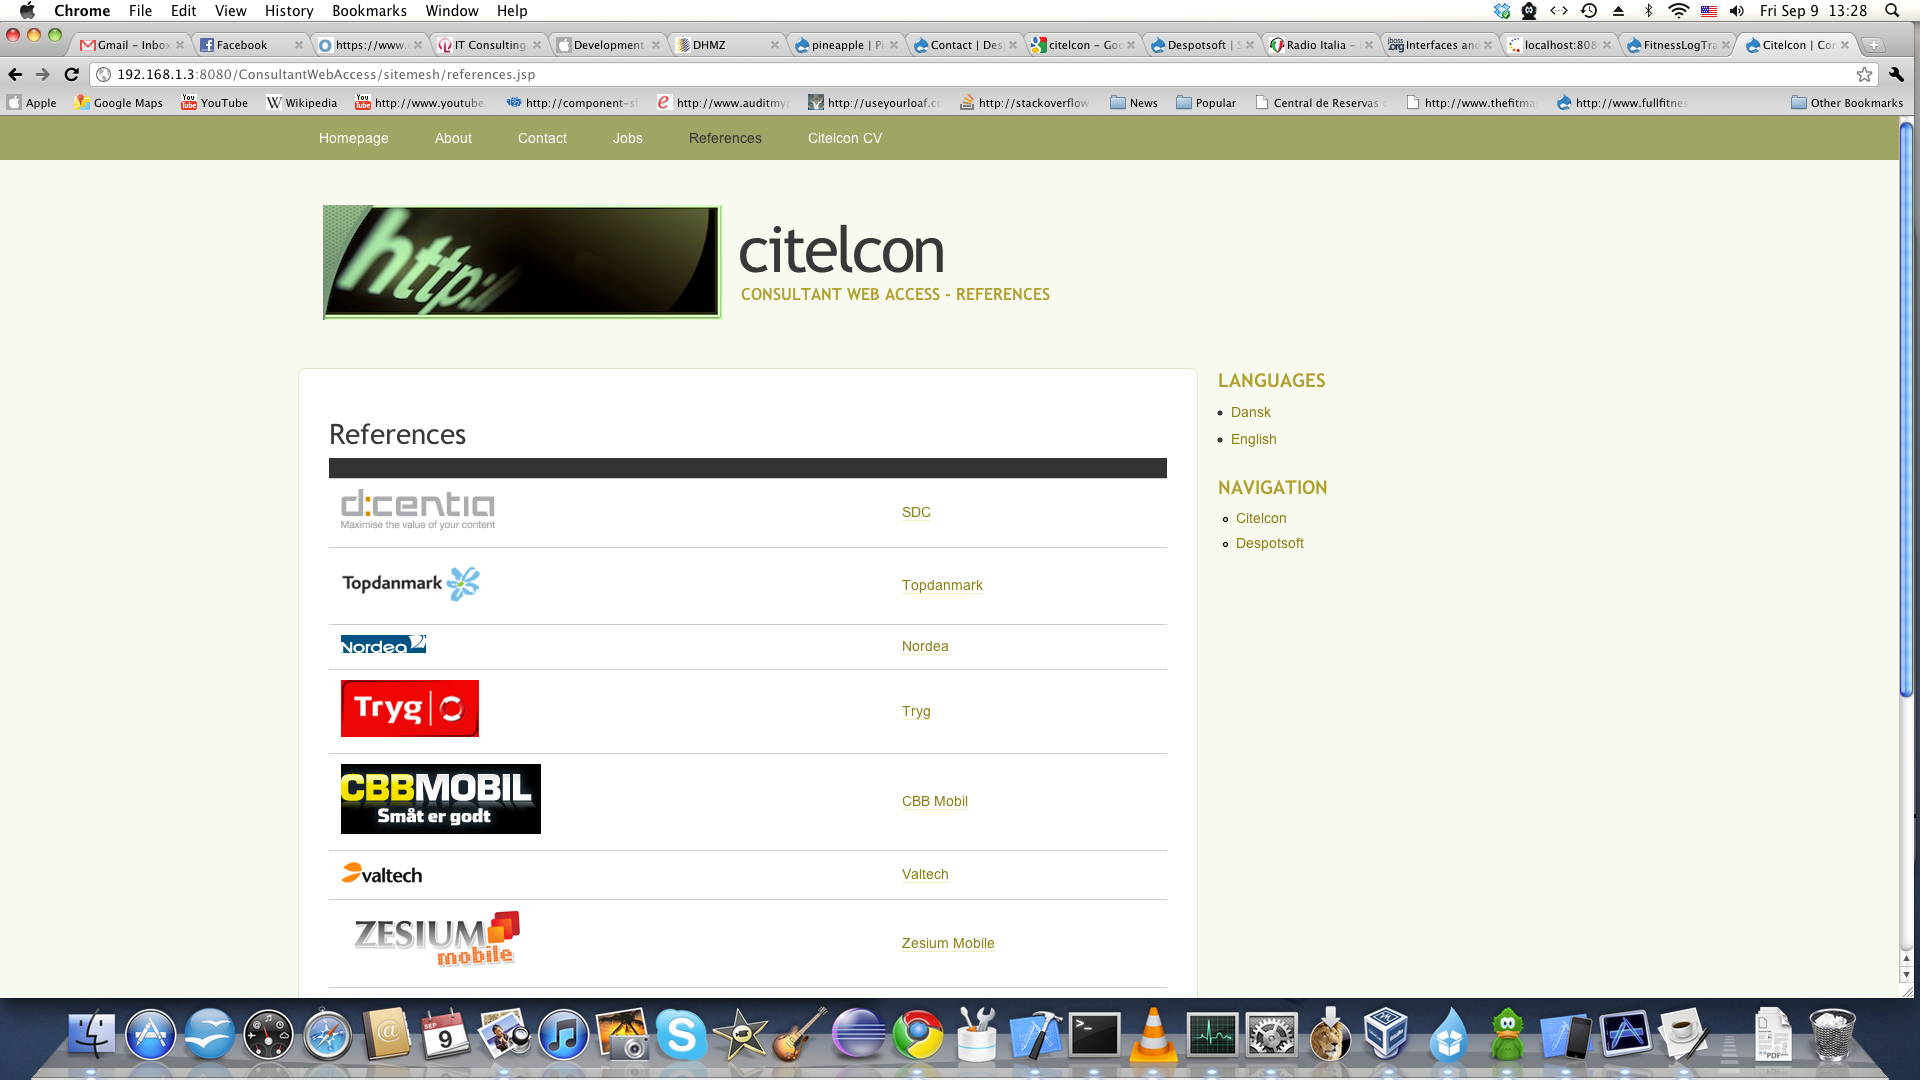 Chrome File Edit View History Bookmarks Window Help Fri Sep 9 13:28
Gmail - Inbox Facebook https://www. IT Consulting Development DHMZ pineapple | Contact | Des citelcon - Goo Despotsoft | Radio Italia - Interfaces and localhost:808 FitnessLogTra Citelcon | Con
192.168.1.3:8080/ConsultantWebAccess/sitemesh/references.jsp
Apple Google Maps YouTube Wikipedia http://www.youtube. http://component-s http://www.auditmy http://useyourloaf.co http://stackoverflow News Popular Central de Reservas http://www.thefitma http://www.fullfitnes Other Bookmarks
Homepage About Contact Jobs References Citelcon CV
http://
citelcon
CONSULTANT WEB ACCESS - REFERENCES
References
d:centia
Maximise the value of your content
SDC
Topdanmark
Topdanmark
Nordea
Nordea
Tryg
Tryg
CBBMOBIL
Småt er godt
CBB Mobil
valtech
Valtech
ZESIUM
mobile
Zesium Mobile
LANGUAGES
Dansk
English
NAVIGATION
Citelcon
Despotsoft
SEP
9
PDF